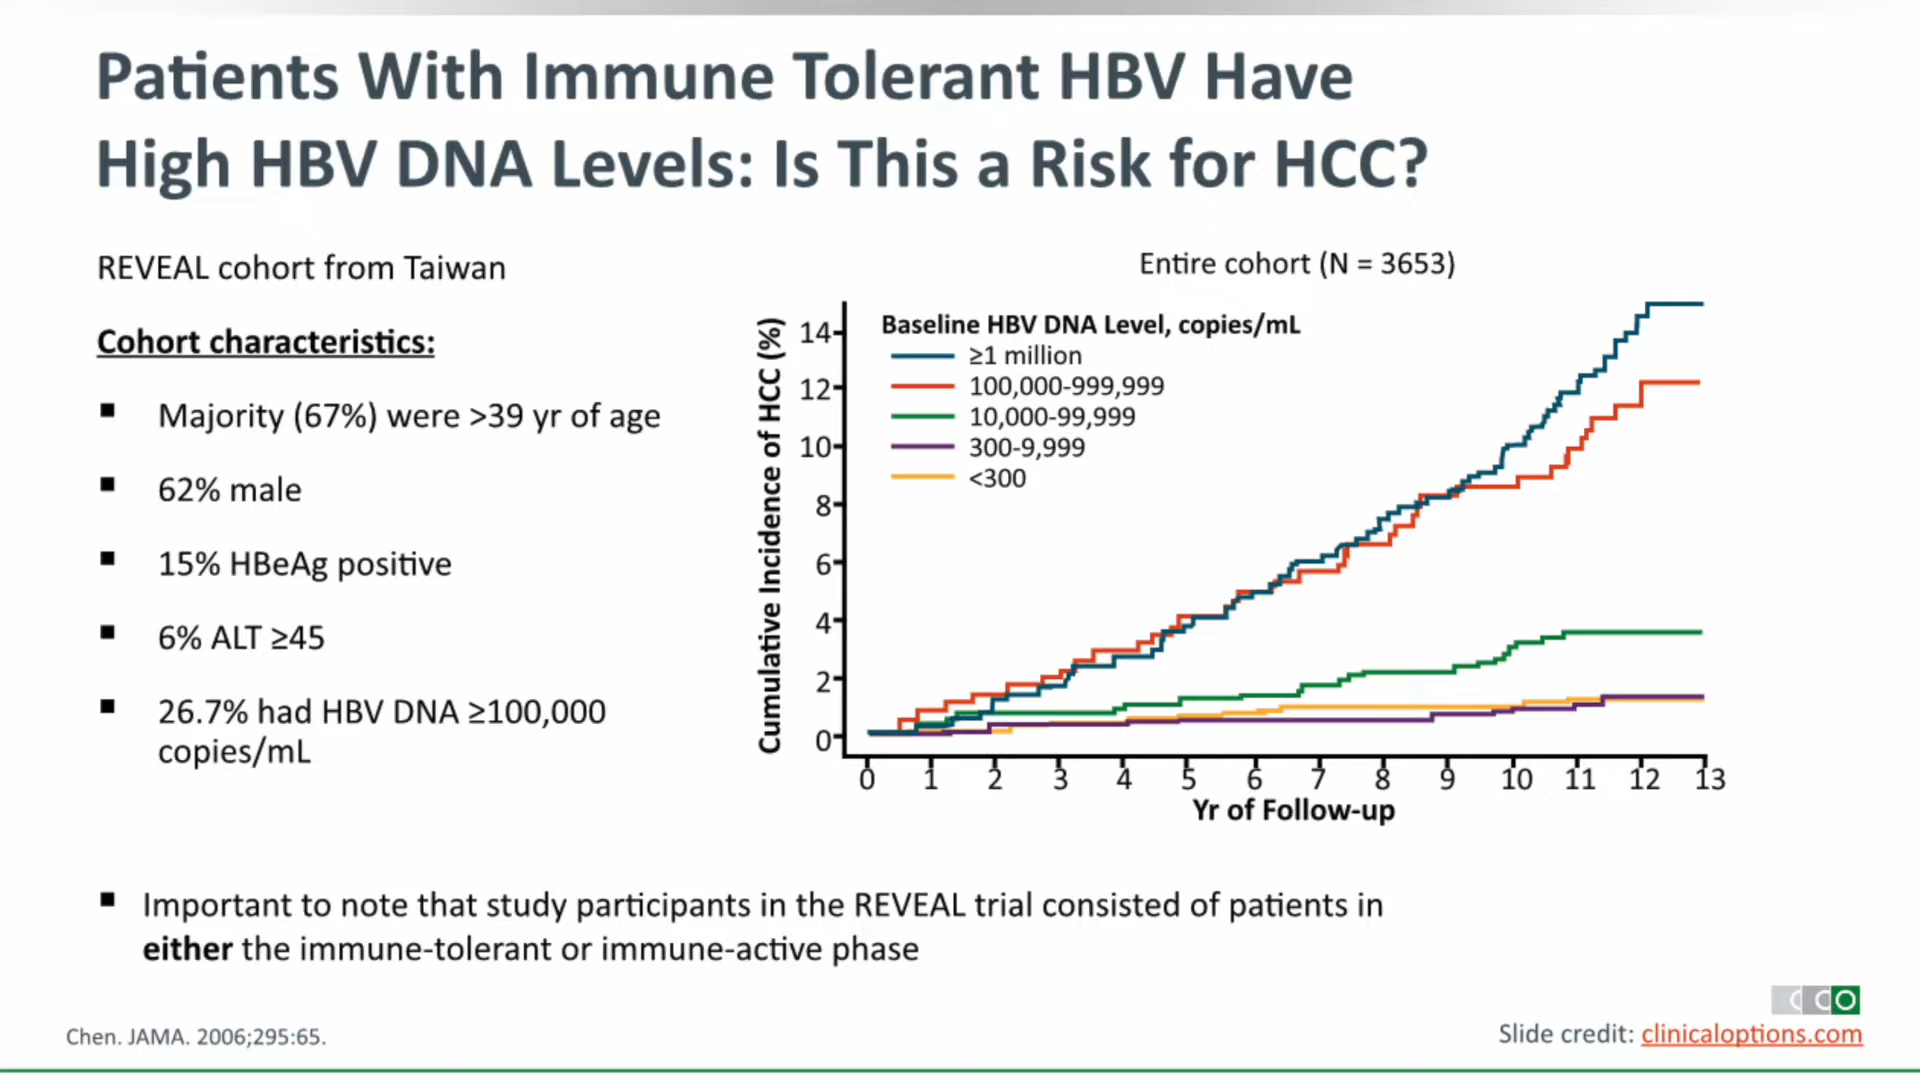 Patients With Immune Tolerant HBV Have
High HBV DNA Levels: Is This a Risk for HCC?
REVEAL cohort from Taiwan
Cohort characteristics:
Majority (67%) were >39 yr of age
62% male
15% HBeAg positive
6% ALT ≥45
26.7% had HBV DNA ≥100,000
copies/mL
Entire cohort (N = 3653)
Cumulative Incidence of HCC (%)
14
12
10
8
6
4
2
0
Baseline HBV DNA Level, copies/mL
≥1 million
100,000-999,999
10,000-99,999
300-9,999
<300
0 1 2 3 4 5 6 7 8 9 10 11 12 13
Yr of Follow-up
Important to note that study participants in the REVEAL trial consisted of patients in
either the immune-tolerant or immune-active phase
CCO
Chen. JAMA. 2006;295:65.
Slide credit: clinicaloptions.com